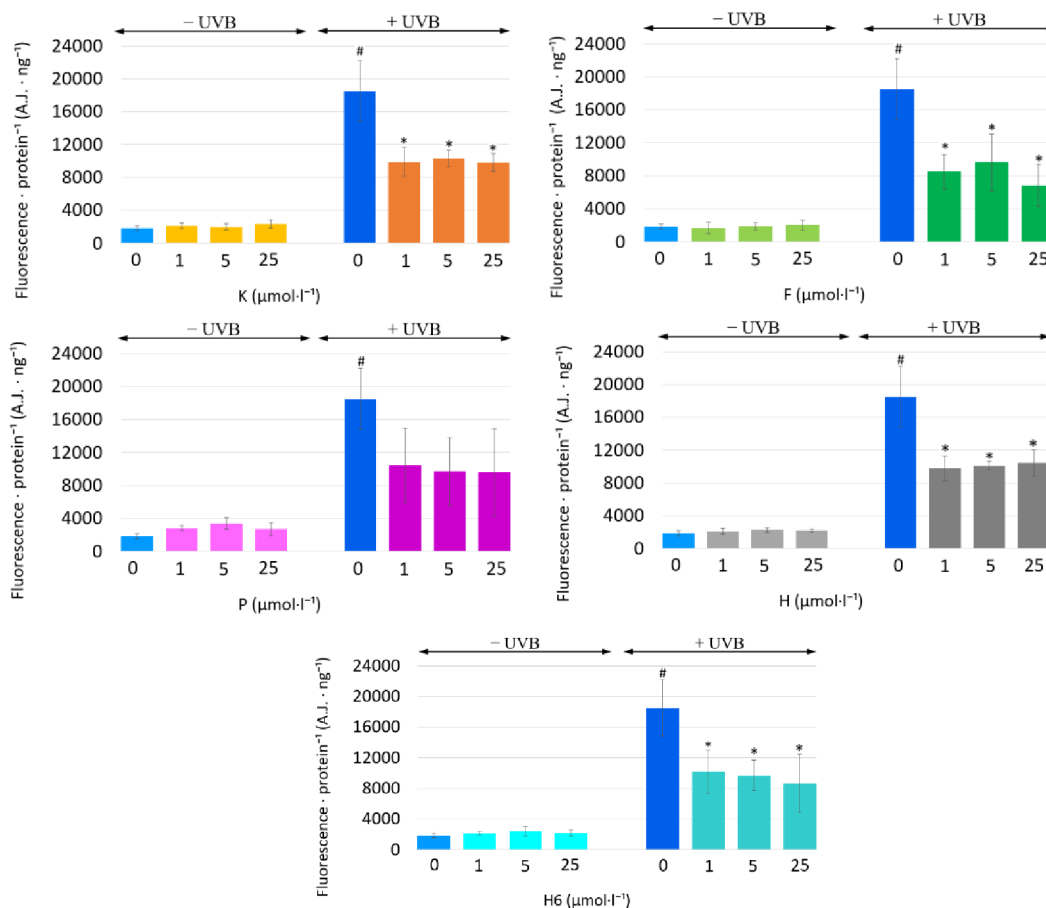 − UVB + UVB
Fluorescence · protein⁻¹ (A.J. · ng⁻¹)
24000
20000
16000
12000
8000
4000
0
#
* * *
0 1 5 25 0 1 5 25
K (µmol·l⁻¹)
− UVB + UVB
Fluorescence · protein⁻¹ (A.J. · ng⁻¹)
24000
20000
16000
12000
8000
4000
0
#
* * *
0 1 5 25 0 1 5 25
F (µmol·l⁻¹)
− UVB + UVB
Fluorescence · protein⁻¹ (A.J. · ng⁻¹)
24000
20000
16000
12000
8000
4000
0
#
0 1 5 25 0 1 5 25
P (µmol·l⁻¹)
− UVB + UVB
Fluorescence · protein⁻¹ (A.J. · ng⁻¹)
24000
20000
16000
12000
8000
4000
0
#
* * *
0 1 5 25 0 1 5 25
H (µmol·l⁻¹)
− UVB + UVB
Fluorescence · protein⁻¹ (A.J. · ng⁻¹)
24000
20000
16000
12000
8000
4000
0
#
* * *
0 1 5 25 0 1 5 25
H6 (µmol·l⁻¹)